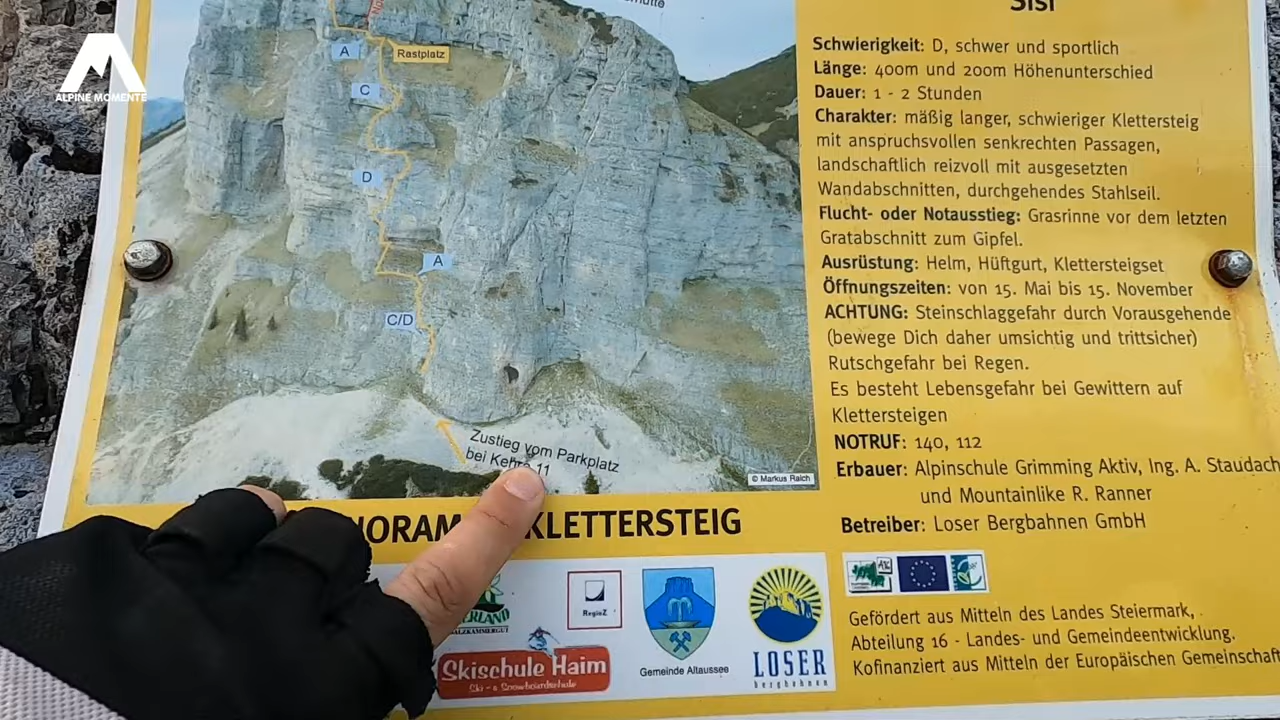 ALPINE MOMENTE
A
Rastplatz
C
D
A
C/D
Zustieg vom Parkplatz
bei Kehre 11
© Markus Raich
KLETTERSTEIG
Sisi
Schwierigkeit: D, schwer und sportlich
Länge: 400m und 200m Höhenunterschied
Dauer: 1 - 2 Stunden
Charakter: mäßig langer, schwieriger Klettersteig
mit anspruchsvollen senkrechten Passagen,
landschaftlich reizvoll mit ausgesetzten
Wandabschnitten, durchgehendes Stahlseil.
Flucht- oder Notausstieg: Grasrinne vor dem letzten
Gratabschnitt zum Gipfel.
Ausrüstung: Helm, Hüftgurt, Klettersteigset
Öffnungszeiten: von 15. Mai bis 15. November
ACHTUNG: Steinschlaggefahr durch Vorausgehende
(bewege Dich daher umsichtig und trittsicher)
Rutschgefahr bei Regen.
Es besteht Lebensgefahr bei Gewittern auf
Klettersteigen
NOTRUF: 140, 112
Erbauer: Alpinschule Grimming Aktiv, Ing. A. Staudach
und Mountainlike R. Ranner
Betreiber: Loser Bergbahnen GmbH
RegioZ
Skischule Haim
Ski- & Snowboardschule
Gemeinde Altaussee
LOSER
bergbahnen
Gefördert aus Mitteln des Landes Steiermark,
Abteilung 16 - Landes- und Gemeindeentwicklung.
Kofinanziert aus Mitteln der Europäischen Gemeinschaft